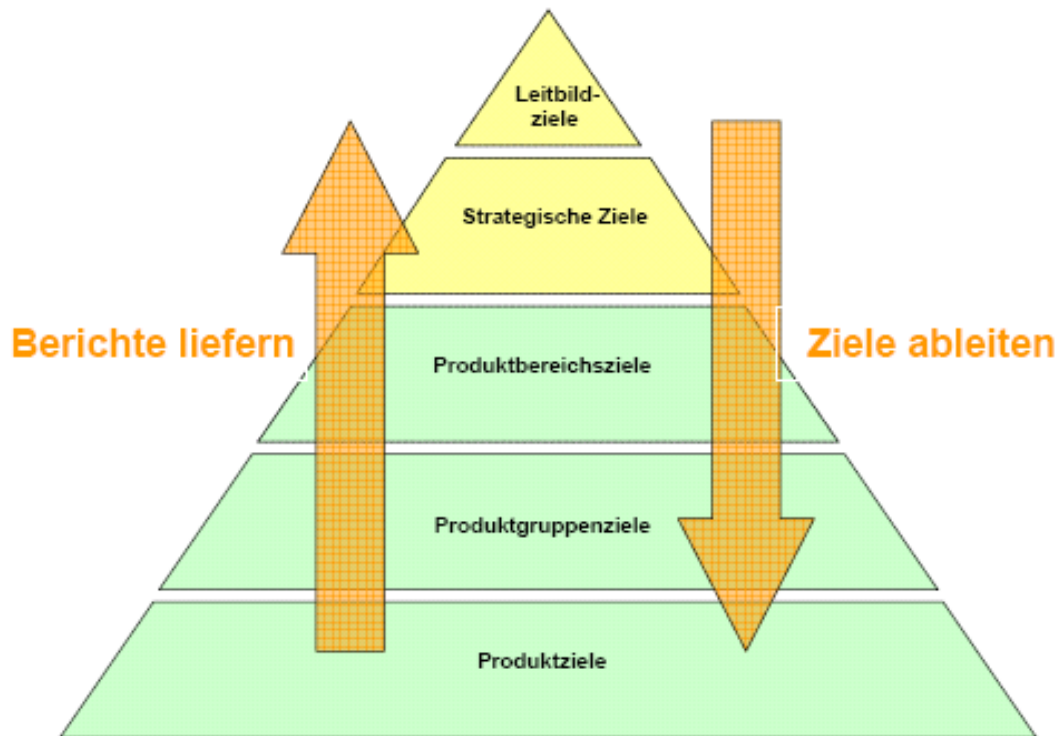 Leitbild-
ziele
Strategische Ziele
Berichte liefern
Produktbereichsziele
Ziele ableiten
Produktgruppenziele
Produktziele